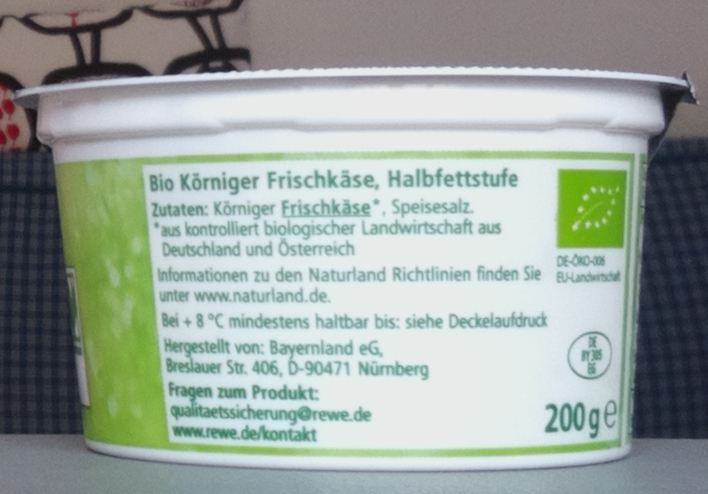 Bio Körniger Frischkäse, Halbfettstufe
Zutaten: Körniger Frischkäse*, Speisesalz.
*aus kontrolliert biologischer Landwirtschaft aus
Deutschland und Österreich
Informationen zu den Naturland Richtlinien finden Sie
unter www.naturland.de.
Bei + 8 °C mindestens haltbar bis: siehe Deckelaufdruck
Hergestellt von: Bayernland eG,
Breslauer Str. 406, D-90471 Nürnberg
Fragen zum Produkt:
qualitaetssicherung@rewe.de
www.rewe.de/kontakt
DE-ÖKO-006
EU-Landwirtschaft
DE
BY 305
EG
200 g e